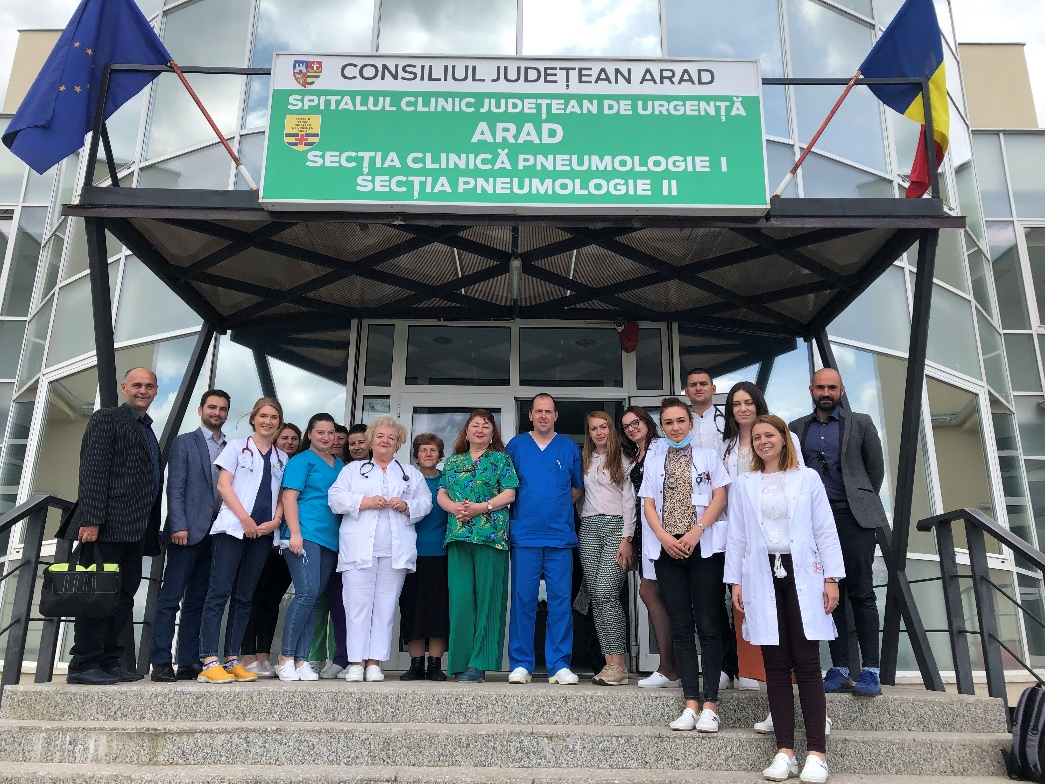 CONSILIUL JUDEȚEAN ARAD
SPITALUL CLINIC JUDEȚEAN DE URGENȚĂ
ARAD
SECȚIA CLINICĂ PNEUMOLOGIE I
SECȚIA PNEUMOLOGIE II